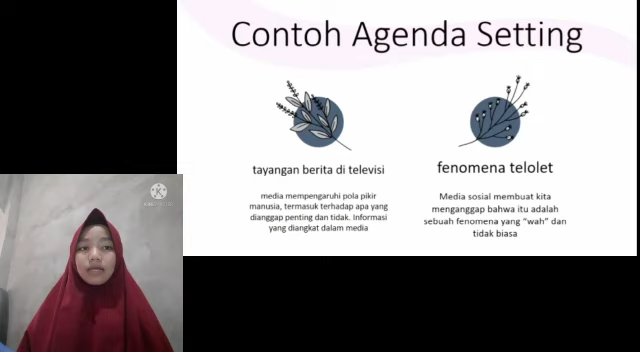 Contoh Agenda Setting
tayangan berita di televisi
media mempengaruhi pola pikir
manusia, termasuk terhadap apa yang
dianggap penting dan tidak. Informasi
yang diangkat dalam media
fenomena telolet
Media sosial membuat kita
menganggap bahwa itu adalah
sebuah fenomena yang "wah" dan
tidak biasa